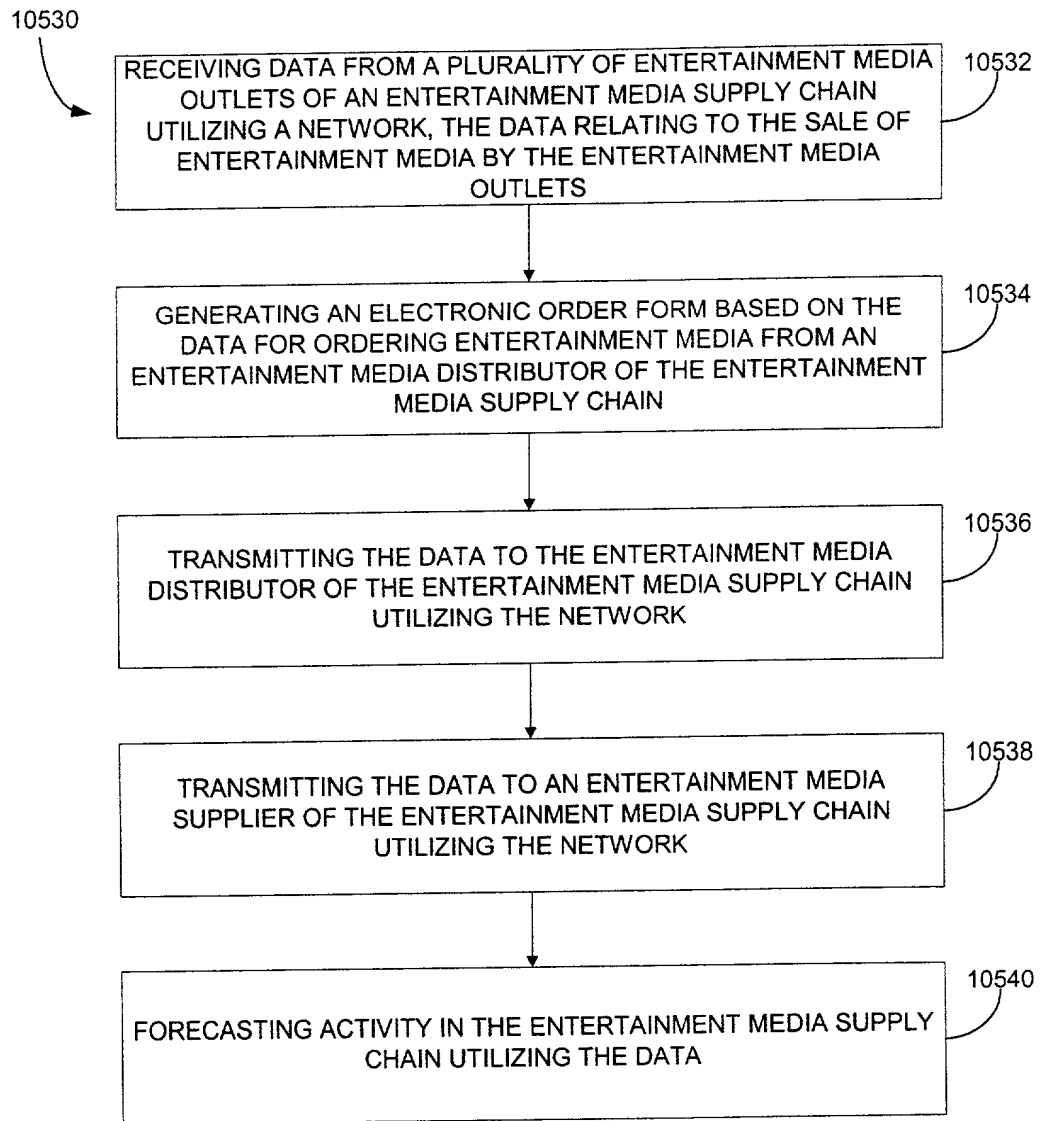 10530
RECEIVING DATA FROM A PLURALITY OF ENTERTAINMENT MEDIA
OUTLETS OF AN ENTERTAINMENT MEDIA SUPPLY CHAIN
UTILIZING A NETWORK, THE DATA RELATING TO THE SALE OF
ENTERTAINMENT MEDIA BY THE ENTERTAINMENT MEDIA
OUTLETS
10532
GENERATING AN ELECTRONIC ORDER FORM BASED ON THE
DATA FOR ORDERING ENTERTAINMENT MEDIA FROM AN
ENTERTAINMENT MEDIA DISTRIBUTOR OF THE ENTERTAINMENT
MEDIA SUPPLY CHAIN
10534
TRANSMITTING THE DATA TO THE ENTERTAINMENT MEDIA
DISTRIBUTOR OF THE ENTERTAINMENT MEDIA SUPPLY CHAIN
UTILIZING THE NETWORK
10536
TRANSMITTING THE DATA TO AN ENTERTAINMENT MEDIA
SUPPLIER OF THE ENTERTAINMENT MEDIA SUPPLY CHAIN
UTILIZING THE NETWORK
10538
FORECASTING ACTIVITY IN THE ENTERTAINMENT MEDIA SUPPLY
CHAIN UTILIZING THE DATA
10540